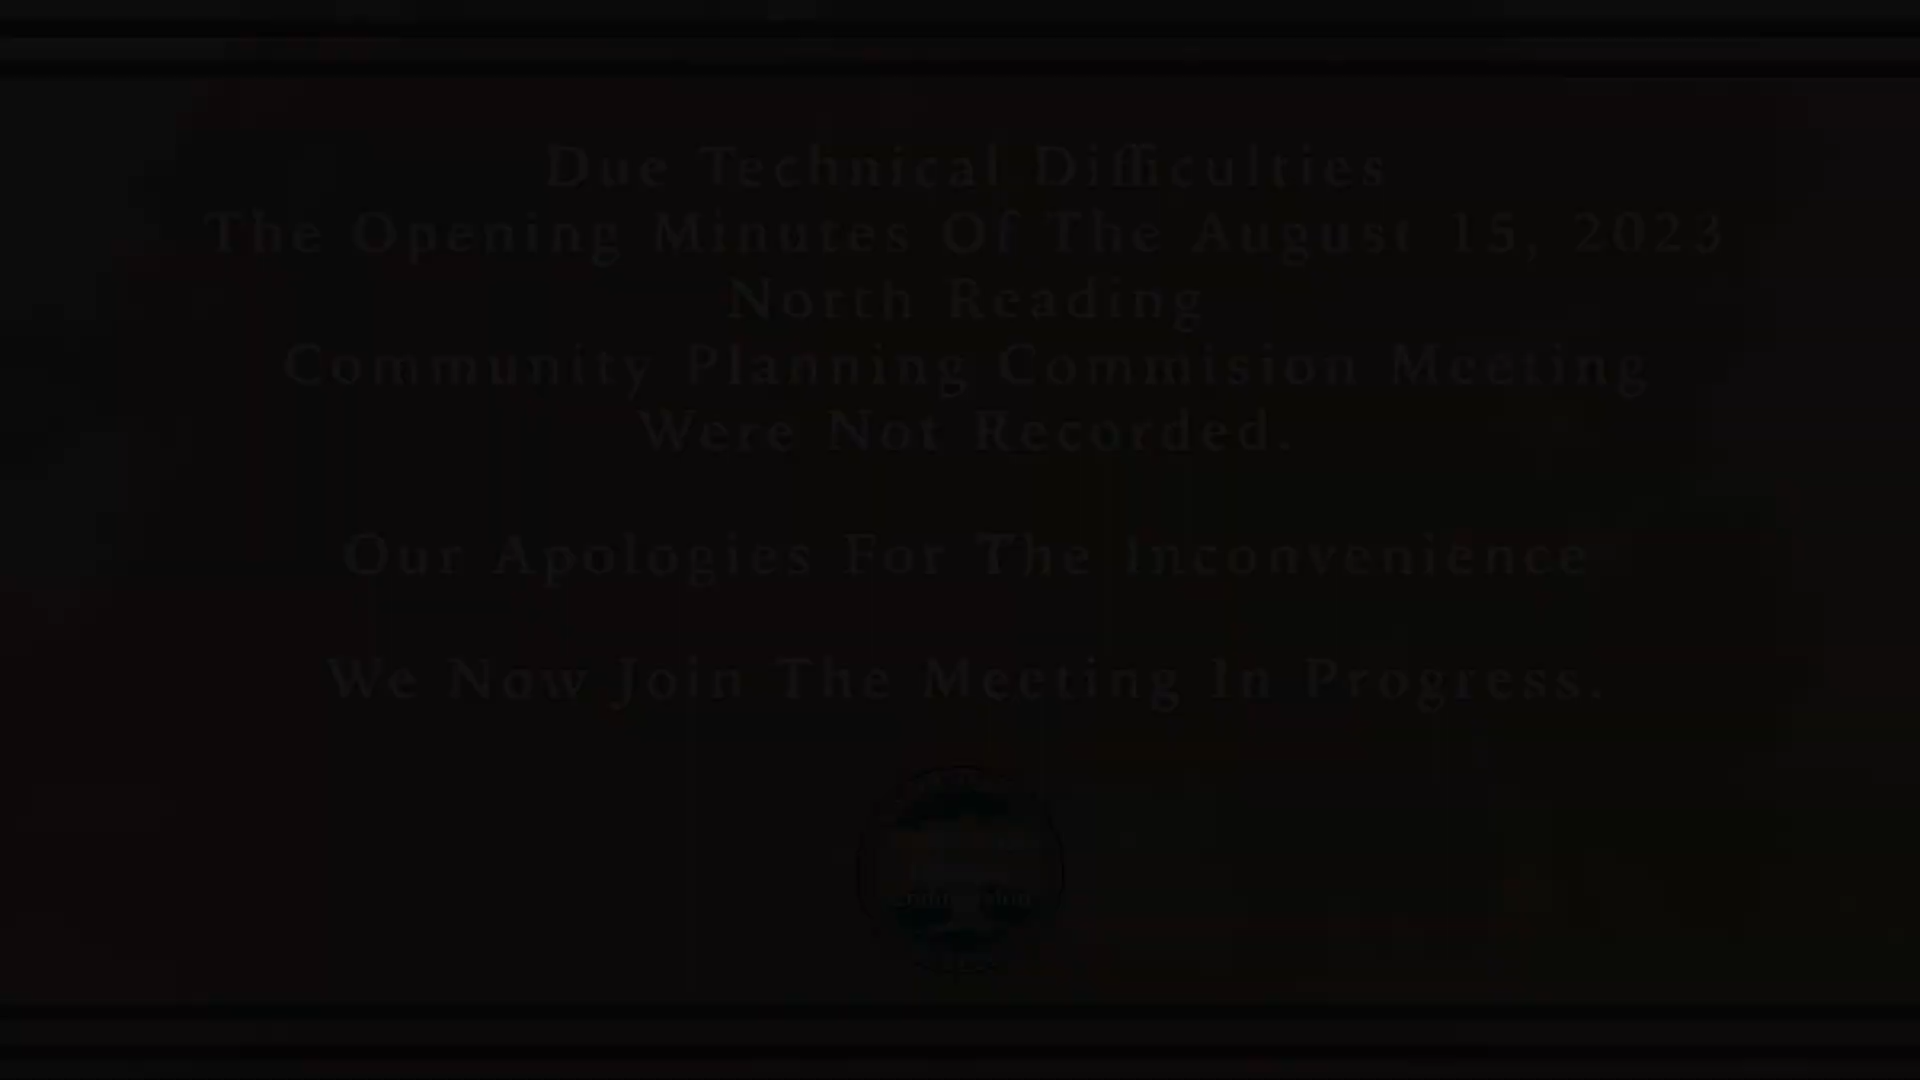 Due Technical Difficulties
The Opening Minutes Of The August 15, 2023
North Reading
Community Planning Commision Meeting
Were Not Recorded.
Our Apologies For The Inconvenience
We Now Join The Meeting In Progress.